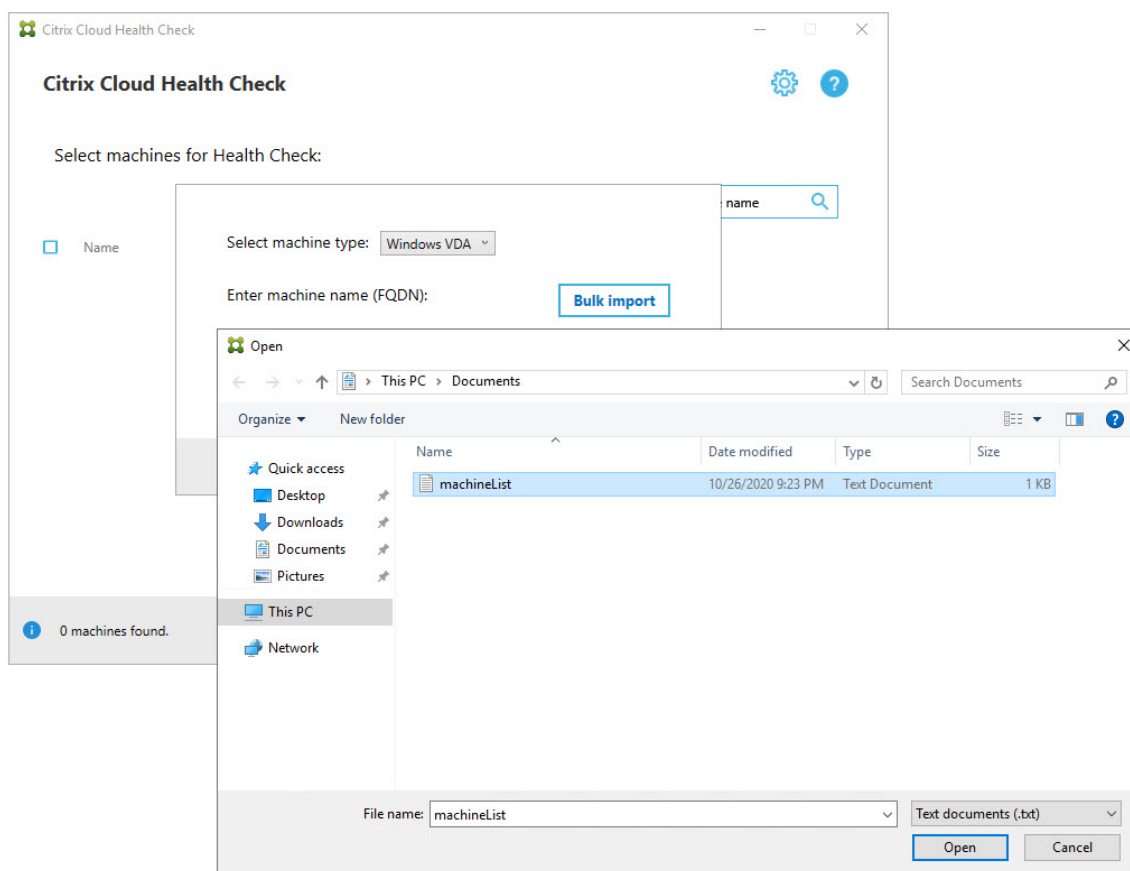 Citrix Cloud Health Check
Citrix Cloud Health Check
?
Select machines for Health Check:
name
Name
Select machine type: Windows VDA
Enter machine name (FQDN):
Bulk import
0 machines found.
Open
This PC > Documents
Search Documents
Organize
New folder
?
Name
Date modified
Type
Size
Quick access
Desktop
Downloads
Documents
Pictures
This PC
Network
machineList
10/26/2020 9:23 PM
Text Document
1 KB
File name: machineList
Text documents (.txt)
Open
Cancel